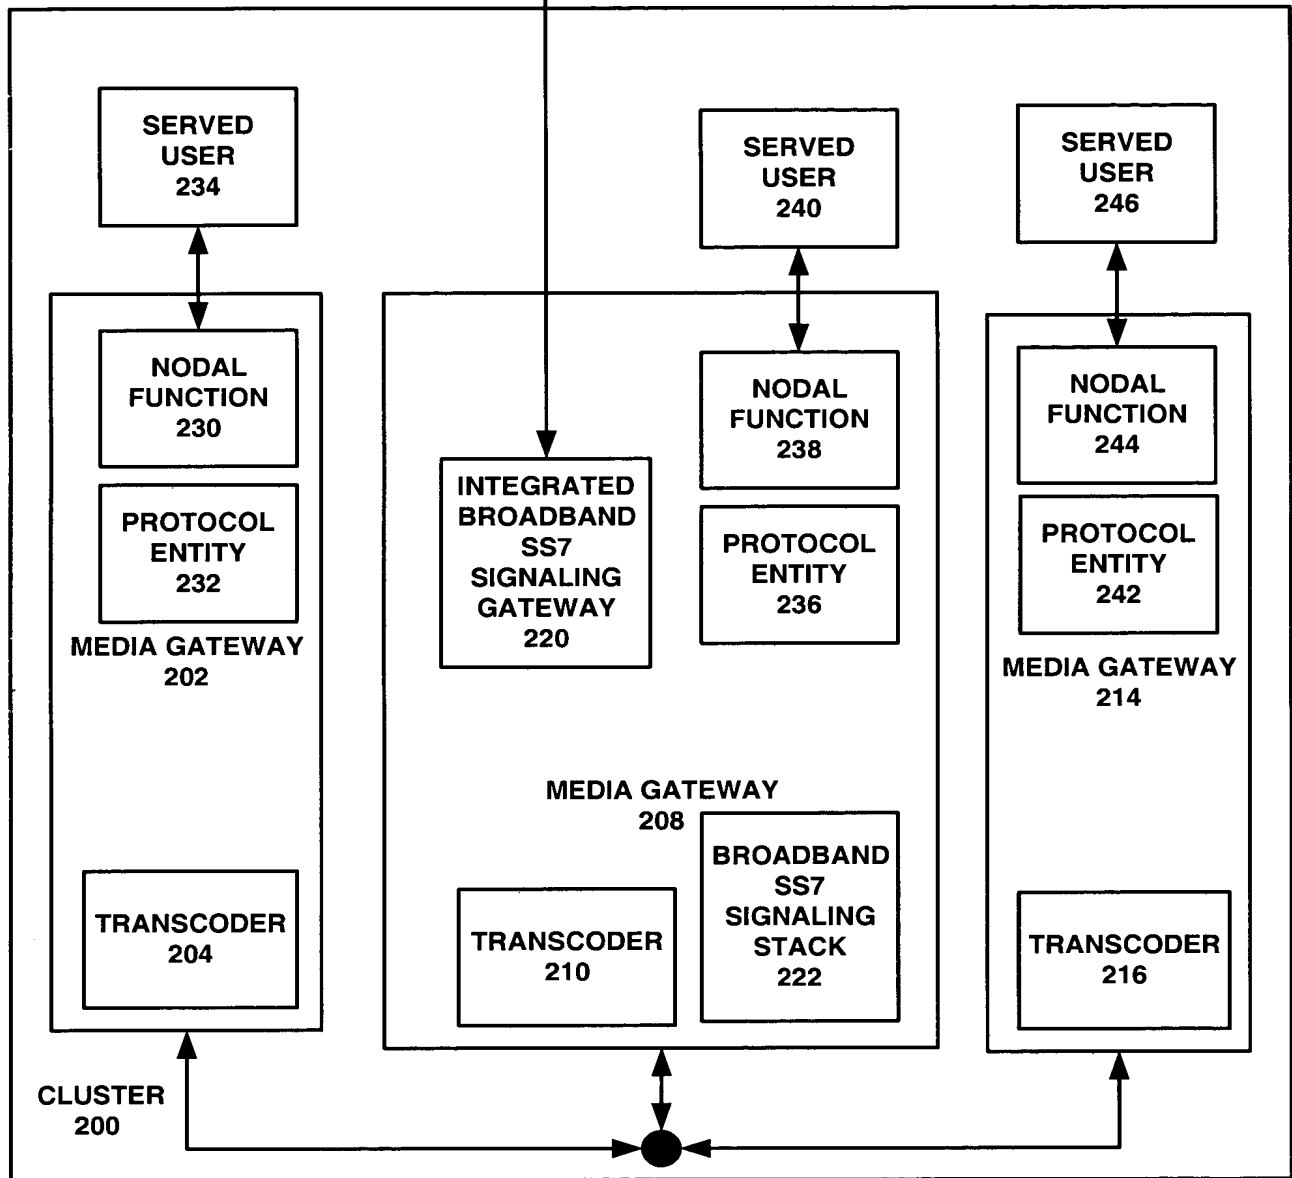 SERVED
USER
234
SERVED
USER
240
SERVED
USER
246
NODAL
FUNCTION
230
PROTOCOL
ENTITY
232
MEDIA GATEWAY
202
TRANSCODER
204
INTEGRATED
BROADBAND
SS7
SIGNALING
GATEWAY
220
NODAL
FUNCTION
238
PROTOCOL
ENTITY
236
MEDIA GATEWAY
208
TRANSCODER
210
BROADBAND
SS7
SIGNALING
STACK
222
NODAL
FUNCTION
244
PROTOCOL
ENTITY
242
MEDIA GATEWAY
214
TRANSCODER
216
CLUSTER
200